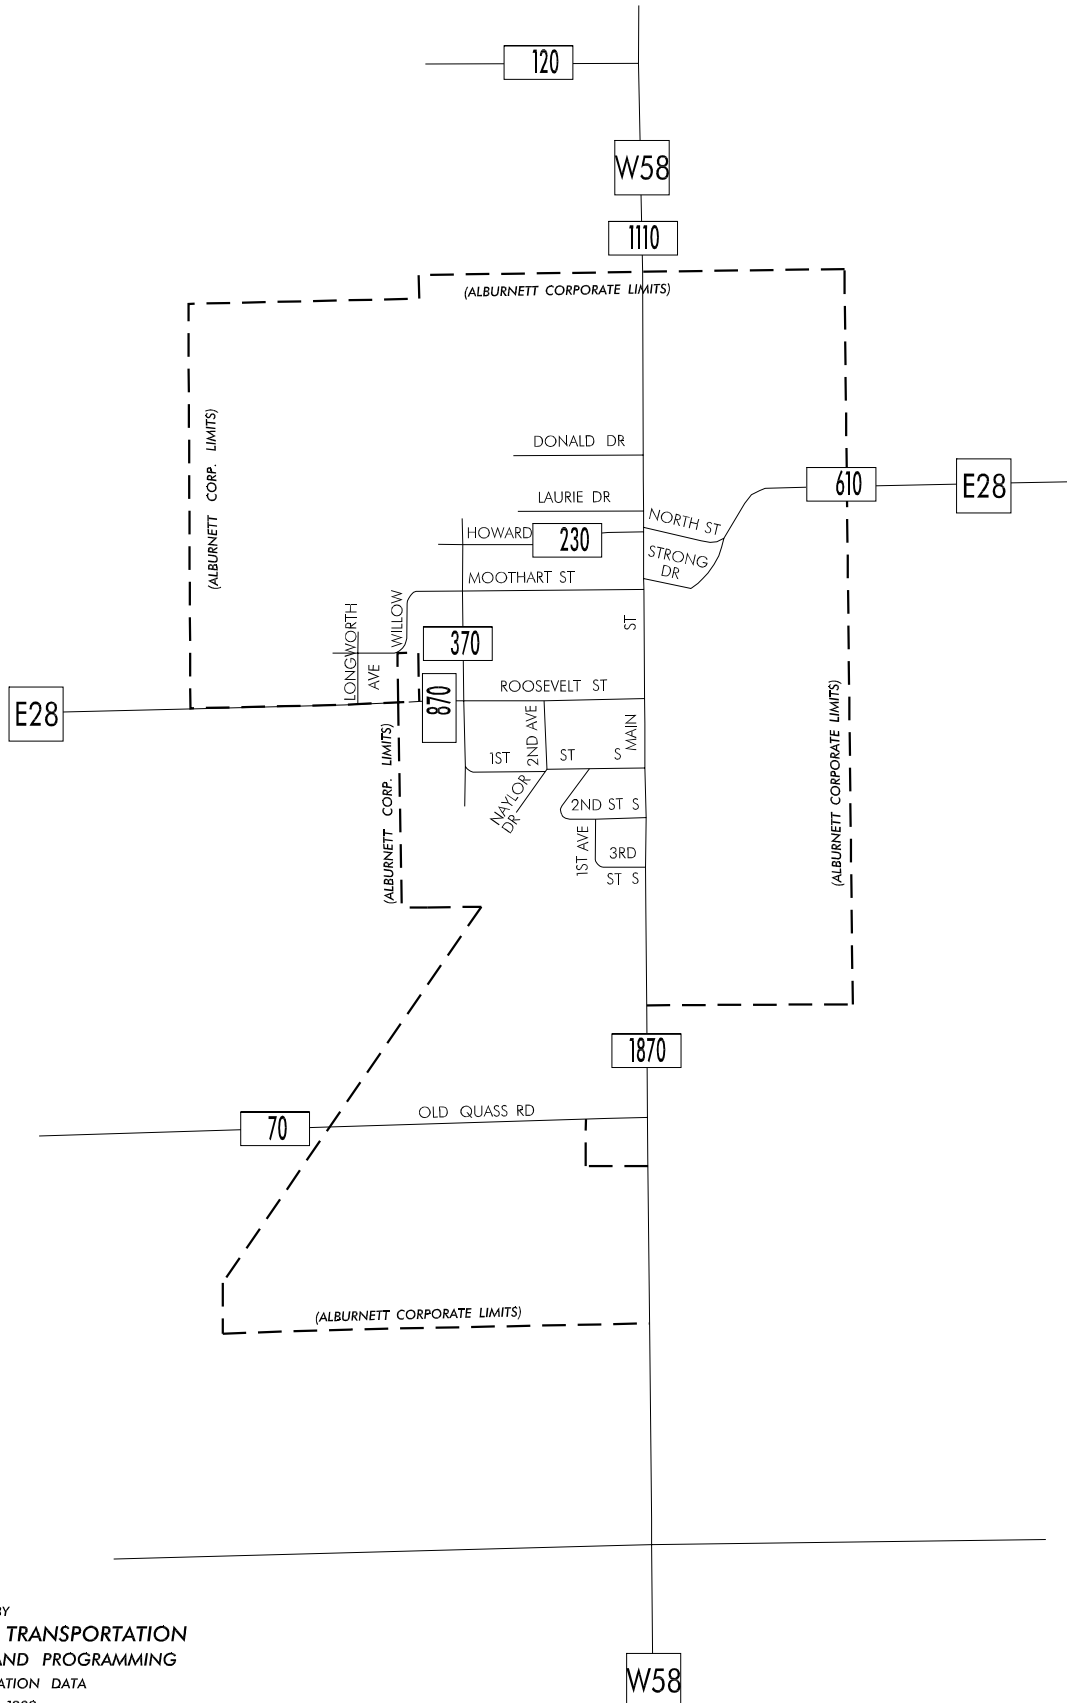 120
W58
1110
(ALBURNETT CORPORATE LIMITS)
(ALBURNETT CORP. LIMITS)
DONALD DR
610
E28
LAURIE DR
NORTH ST
HOWARD
230
STRONG
DR
MOOTHART ST
WILLOW
LONGWORTH
AVE
ST
370
ROOSEVELT ST
870
E28
2ND AVE
MAIN
(ALBURNETT CORPORATE LIMITS)
(ALBURNETT CORP. LIMITS)
1ST ST S
NAYLOR
DR
2ND ST S
1ST AVE
3RD
ST S
1870
OLD QUASS RD
70
(ALBURNETT CORPORATE LIMITS)
BY
TRANSPORTATION
AND PROGRAMMING
ATION DATA
W58